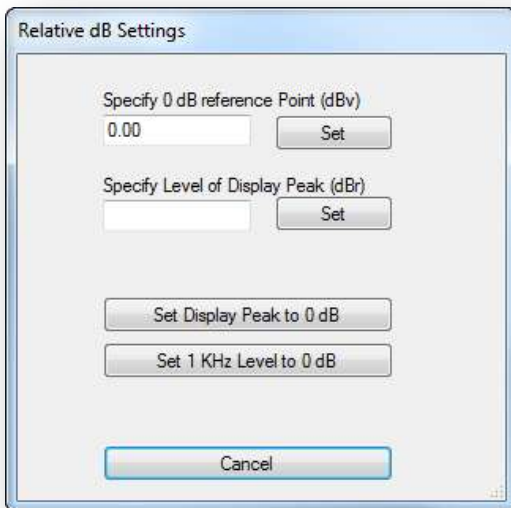 Relative dB Settings
Specify 0 dB reference Point (dBv)
0.00
Set
Specify Level of Display Peak (dBr)
Set
Set Display Peak to 0 dB
Set 1 KHz Level to 0 dB
Cancel